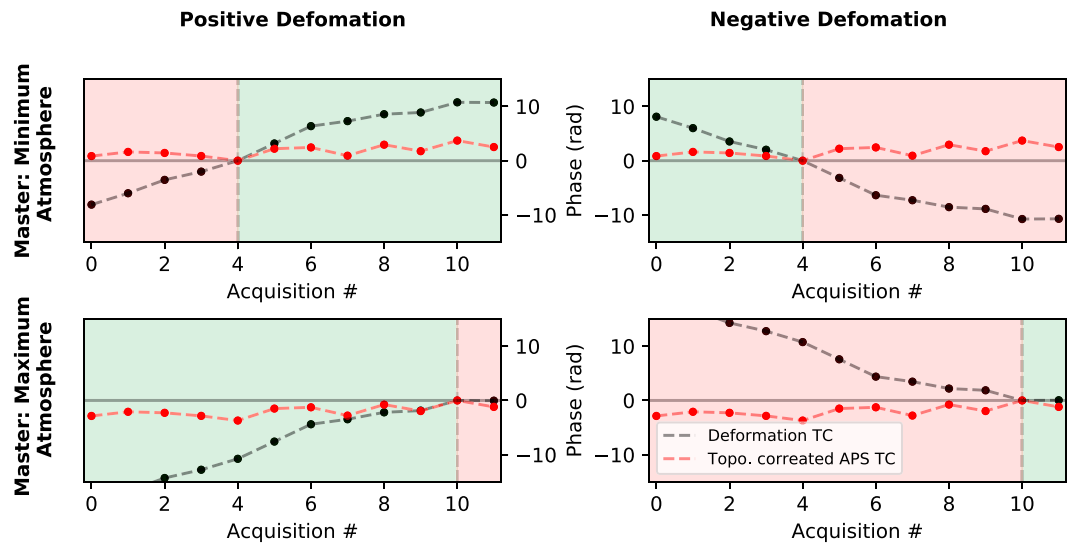 Positive Defomation
Negative Defomation
Master: Minimum
Atmosphere
10
0
−10
0 2 4 6 8 10
Acquisition #
Phase (rad)
10
0
−10
0 2 4 6 8 10
Acquisition #
Master: Maximum
Atmosphere
10
0
−10
0 2 4 6 8 10
Acquisition #
Phase (rad)
10
0
−10
Deformation TC
Topo. correated APS TC
0 2 4 6 8 10
Acquisition #